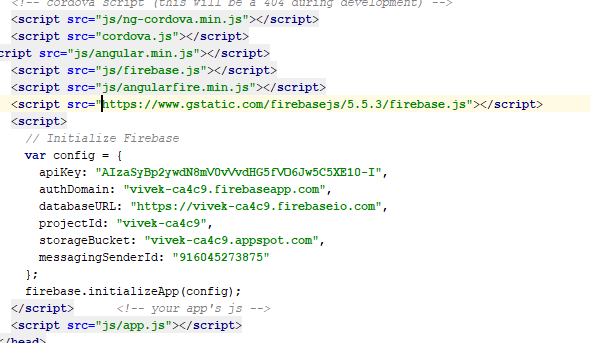 <!-- cordova script (this will be a 404 during development) -->
<script src="js/ng-cordova.min.js"></script>
<script src="cordova.js"></script>
script src="js/angular.min.js"></script>
<script src="js/firebase.js"></script>
<script src="js/angularfire.min.js"></script>
<script src="https://www.gstatic.com/firebasejs/5.5.3/firebase.js"></script>
<script>
// Initialize Firebase
var config = {
apiKey: "AIzaSyBp2ywdN8mV0vVvdHG5fVD6Jw5C5XE10-I",
authDomain: "vivek-ca4c9.firebaseapp.com",
databaseURL: "https://vivek-ca4c9.firebaseio.com",
projectId: "vivek-ca4c9",
storageBucket: "vivek-ca4c9.appspot.com",
messagingSenderId: "916045273875"
};
firebase.initializeApp(config);
</script> <!-- your app's js -->
<script src="js/app.js"></script>
</head>